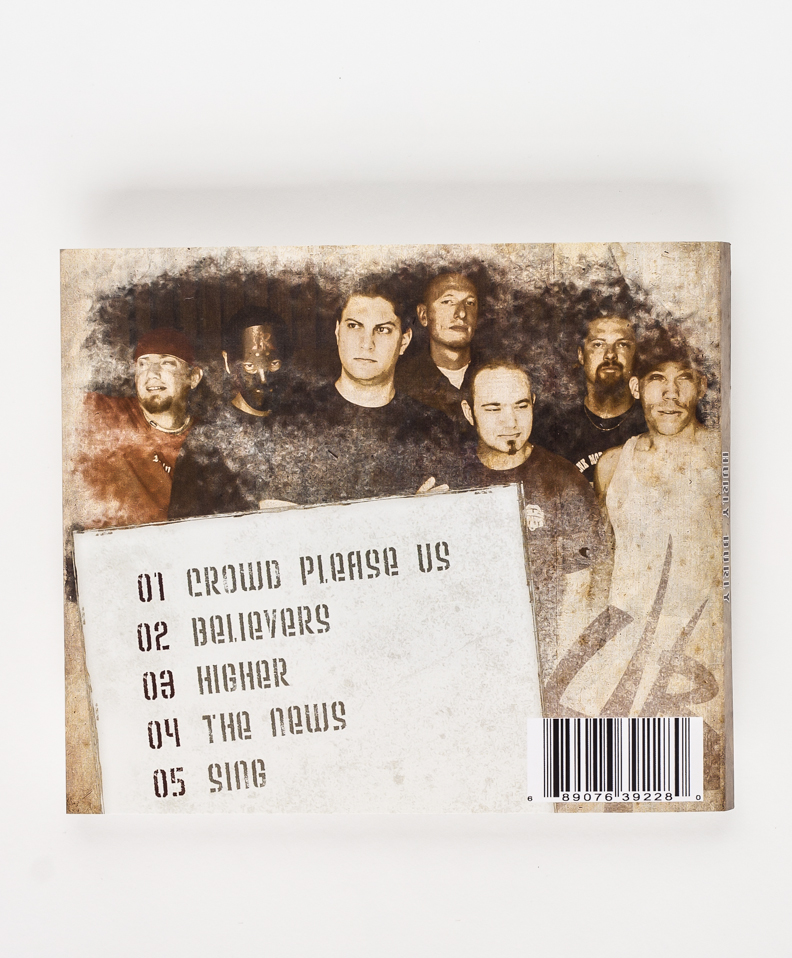 01 CROWD PLEASE US
02 BELIEVERS
03 HIGHER
04 THE NEWS
05 SING
6 89076 39228 0